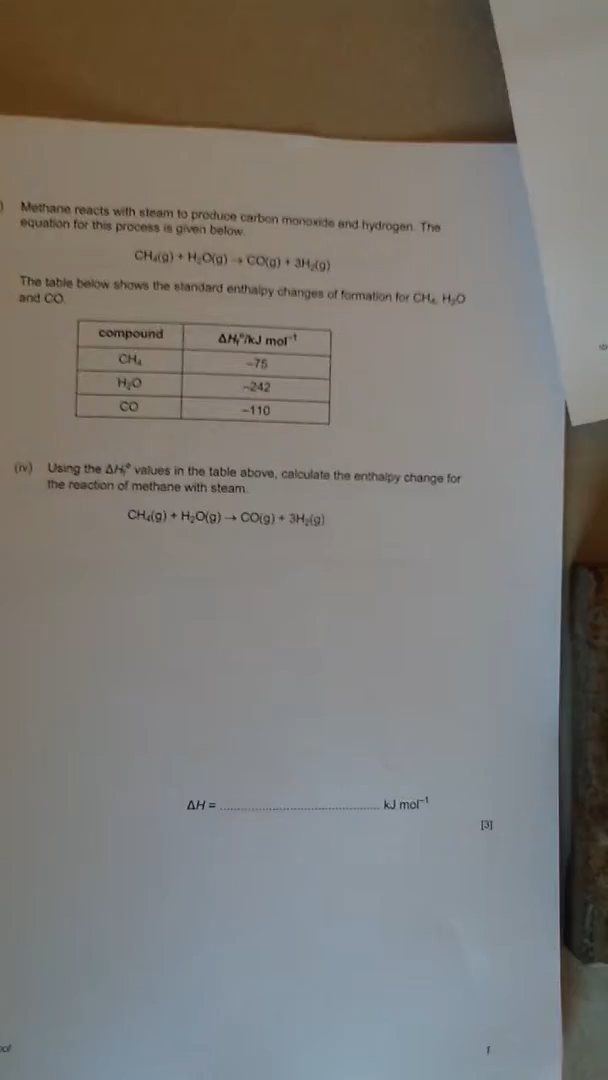 ) Methane reacts with steam to produce carbon monoxide and hydrogen. The
equation for this process is given below.
CH₄(g) + H₂O(g) → CO(g) + 3H₂(g)
The table below shows the standard enthalpy changes of formation for CH₄, H₂O
and CO.
compound ΔHf°/kJ mol⁻¹
CH₄ –75
H₂O –242
CO –110
(iv) Using the ΔHf° values in the table above, calculate the enthalpy change for
the reaction of methane with steam.
CH₄(g) + H₂O(g) → CO(g) + 3H₂(g)
ΔH = ........................................ kJ mol⁻¹
[3]
1